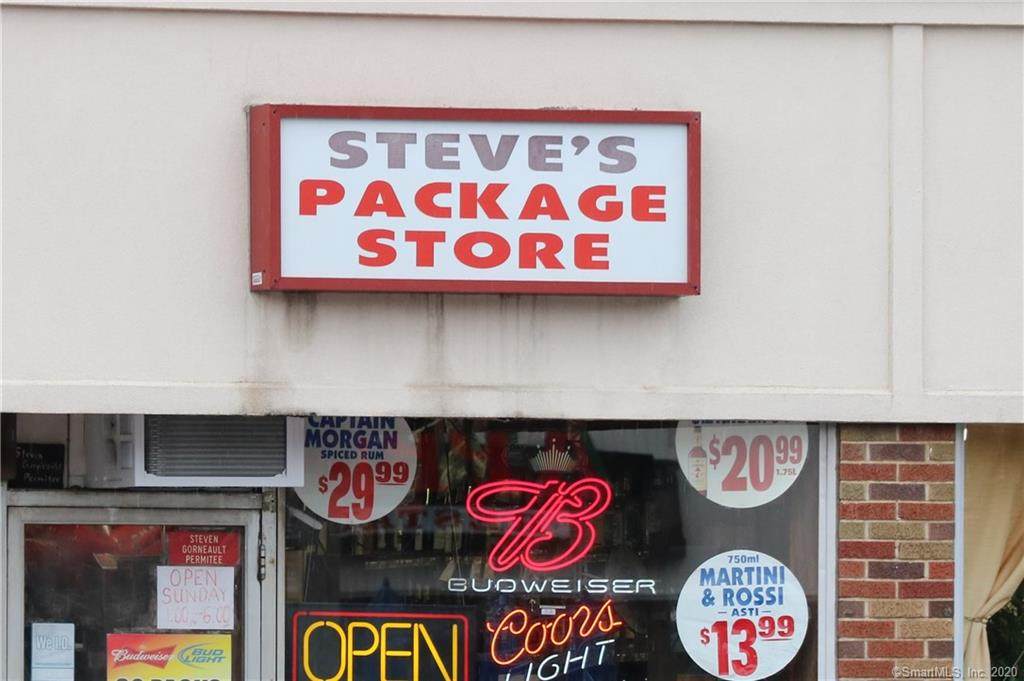 STEVE'S
PACKAGE
STORE
CAPTAIN
MORGAN
SPICED RUM
$29.99
$20.99
1.75L
BUDWEISER
Coors
LIGHT
OPEN
750ml
MARTINI
& ROSSI
ASTI
$13.99
STEVEN
GORNEAULT
PERMITEE
OPEN
SUNDAY
We I.D.
Budweiser
BUD
LIGHT
©SmartMLS, Inc. 2020